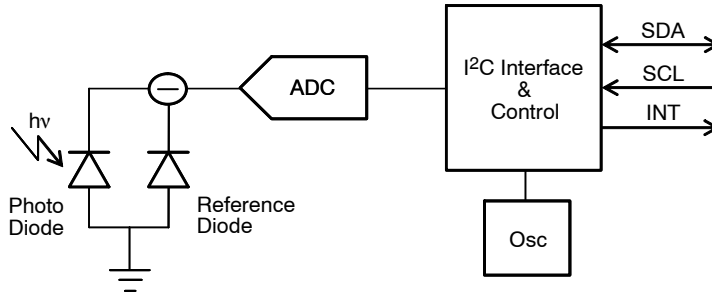 hν
Photo
Diode
Reference
Diode
ADC
I²C Interface
&
Control
Osc
SDA
SCL
INT